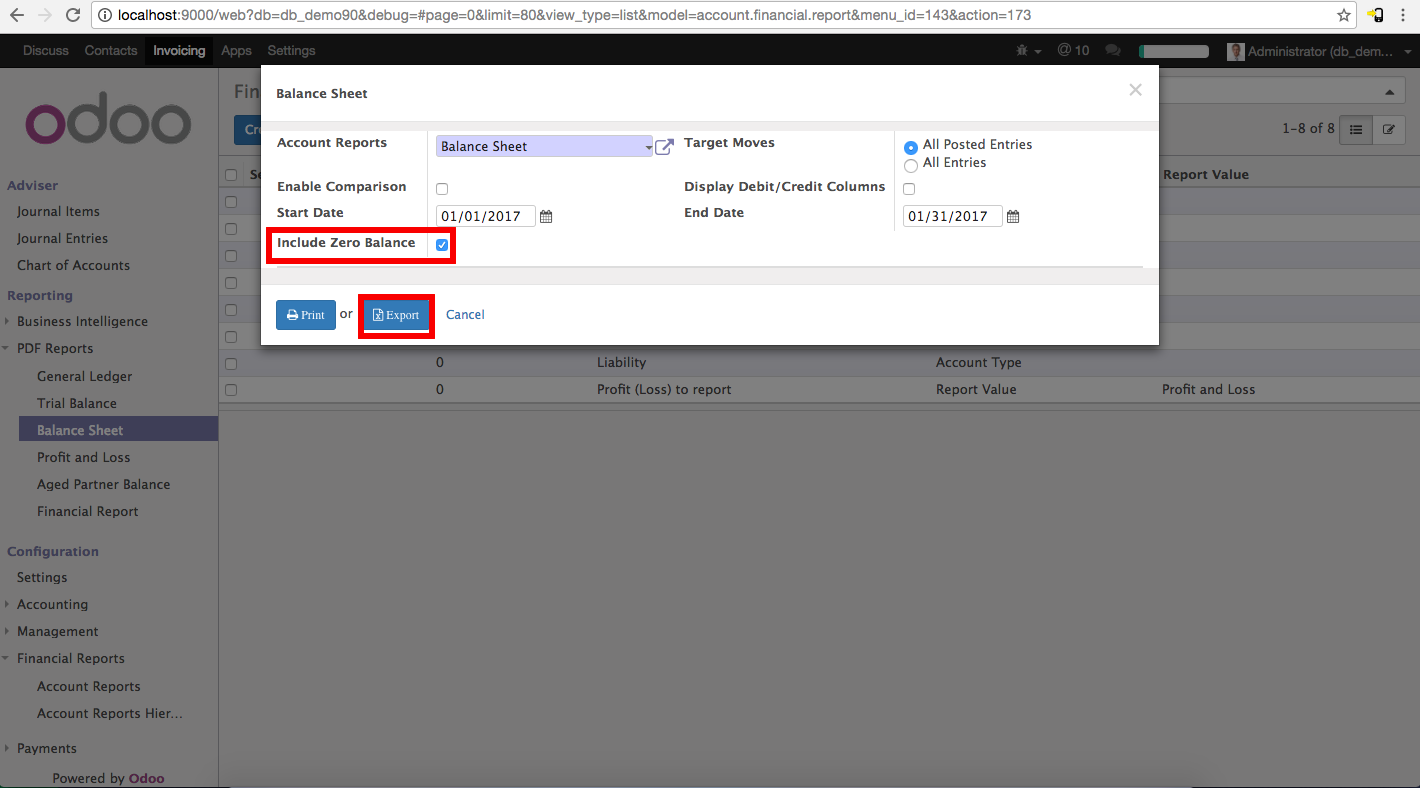 localhost:9000/web?db=db_demo90&debug=#page=0&limit=80&view_type=list&model=account.financial.report&menu_id=143&action=173
Discuss Contacts Invoicing Apps Settings @ 10 Administrator (db_dem...
odoo
Fin
Cr
1-8 of 8
Adviser
Journal Items
Journal Entries
Chart of Accounts
Reporting
Business Intelligence
PDF Reports
General Ledger
Trial Balance
Balance Sheet
Profit and Loss
Aged Partner Balance
Financial Report
Configuration
Settings
Accounting
Management
Financial Reports
Account Reports
Account Reports Hier...
Payments
Powered by Odoo
Balance Sheet
×
Account Reports Balance Sheet Target Moves All Posted Entries
All Entries
Enable Comparison Display Debit/Credit Columns
Start Date 01/01/2017 End Date 01/31/2017
Include Zero Balance
Print or Export Cancel
Report Value
0 Liability Account Type
0 Profit (Loss) to report Report Value Profit and Loss